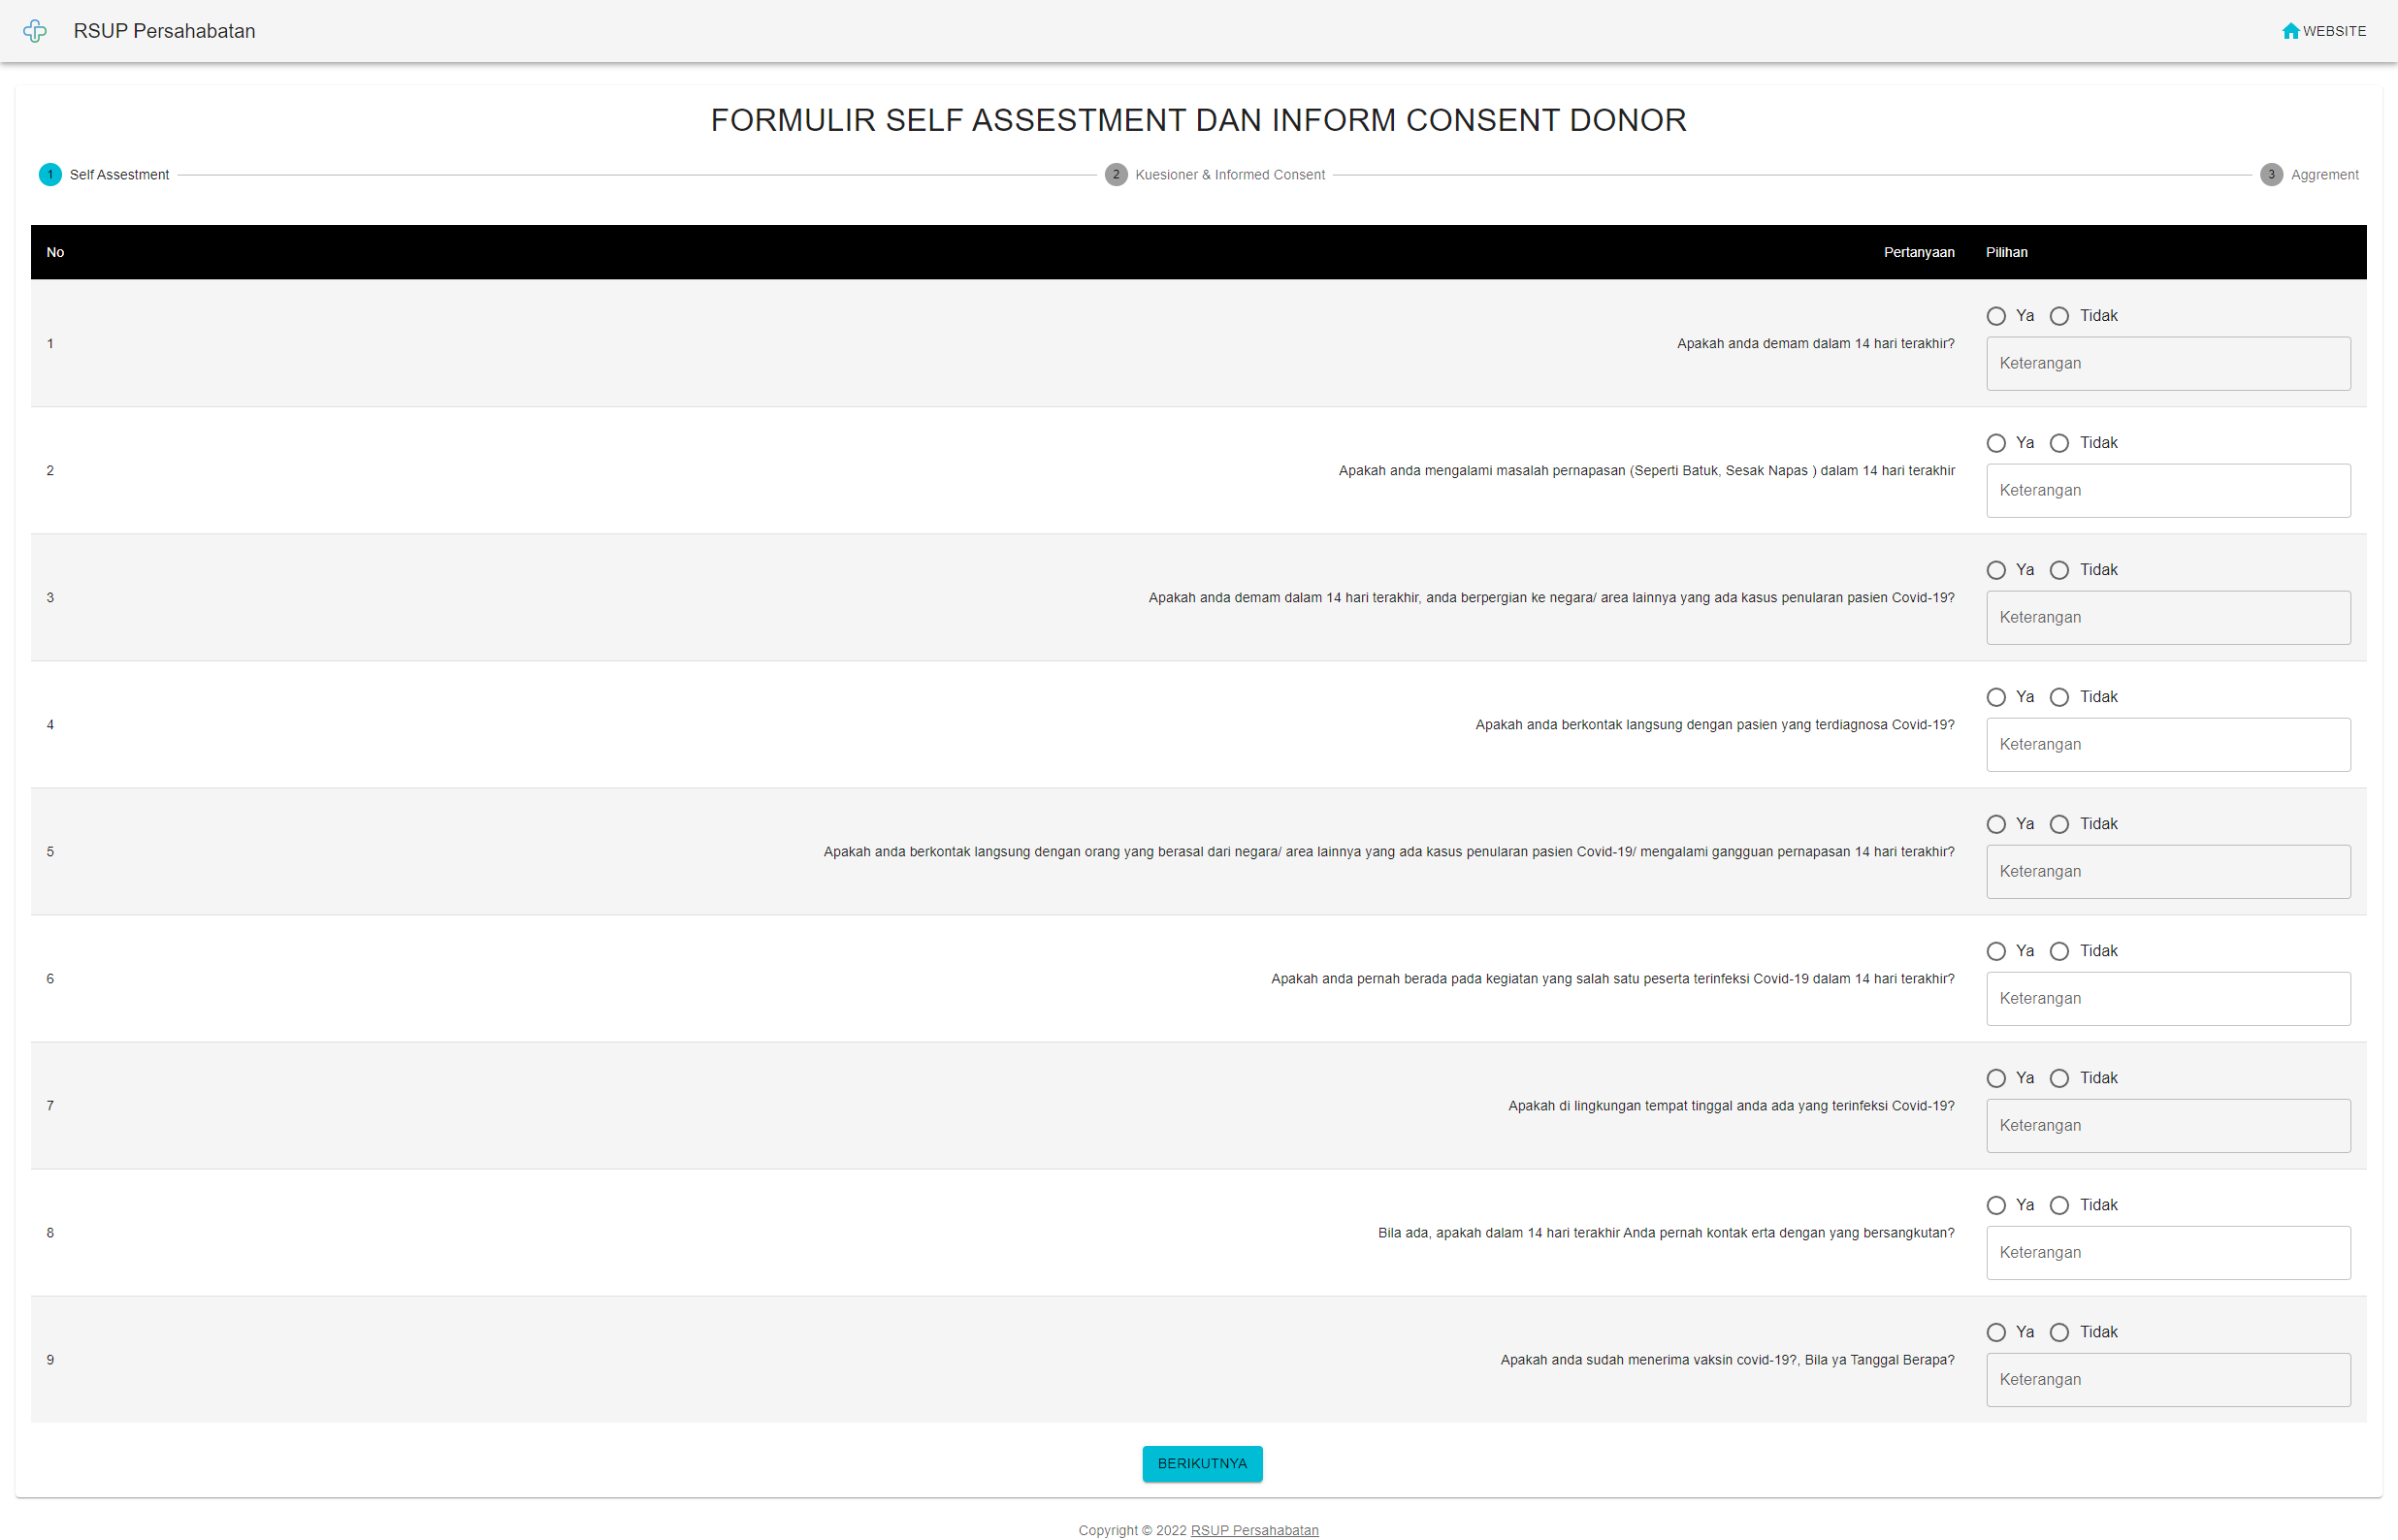 RSUP Persahabatan
WEBSITE
FORMULIR SELF ASSESTMENT DAN INFORM CONSENT DONOR
1 Self Assestment 2 Kuesioner & Informed Consent 3 Aggrement
No Pertanyaan Pilihan
Ya Tidak
1 Apakah anda demam dalam 14 hari terakhir?
Keterangan
Ya Tidak
2 Apakah anda mengalami masalah pernapasan (Seperti Batuk, Sesak Napas ) dalam 14 hari terakhir
Keterangan
Ya Tidak
3 Apakah anda demam dalam 14 hari terakhir, anda berpergian ke negara/ area lainnya yang ada kasus penularan pasien Covid-19?
Keterangan
Ya Tidak
4 Apakah anda berkontak langsung dengan pasien yang terdiagnosa Covid-19?
Keterangan
Ya Tidak
5 Apakah anda berkontak langsung dengan orang yang berasal dari negara/ area lainnya yang ada kasus penularan pasien Covid-19/ mengalami gangguan pernapasan 14 hari terakhir?
Keterangan
Ya Tidak
6 Apakah anda pernah berada pada kegiatan yang salah satu peserta terinfeksi Covid-19 dalam 14 hari terakhir?
Keterangan
Ya Tidak
7 Apakah di lingkungan tempat tinggal anda ada yang terinfeksi Covid-19?
Keterangan
Ya Tidak
8 Bila ada, apakah dalam 14 hari terakhir Anda pernah kontak erta dengan yang bersangkutan?
Keterangan
Ya Tidak
9 Apakah anda sudah menerima vaksin covid-19?, Bila ya Tanggal Berapa?
Keterangan
BERIKUTNYA
Copyright © 2022 RSUP Persahabatan